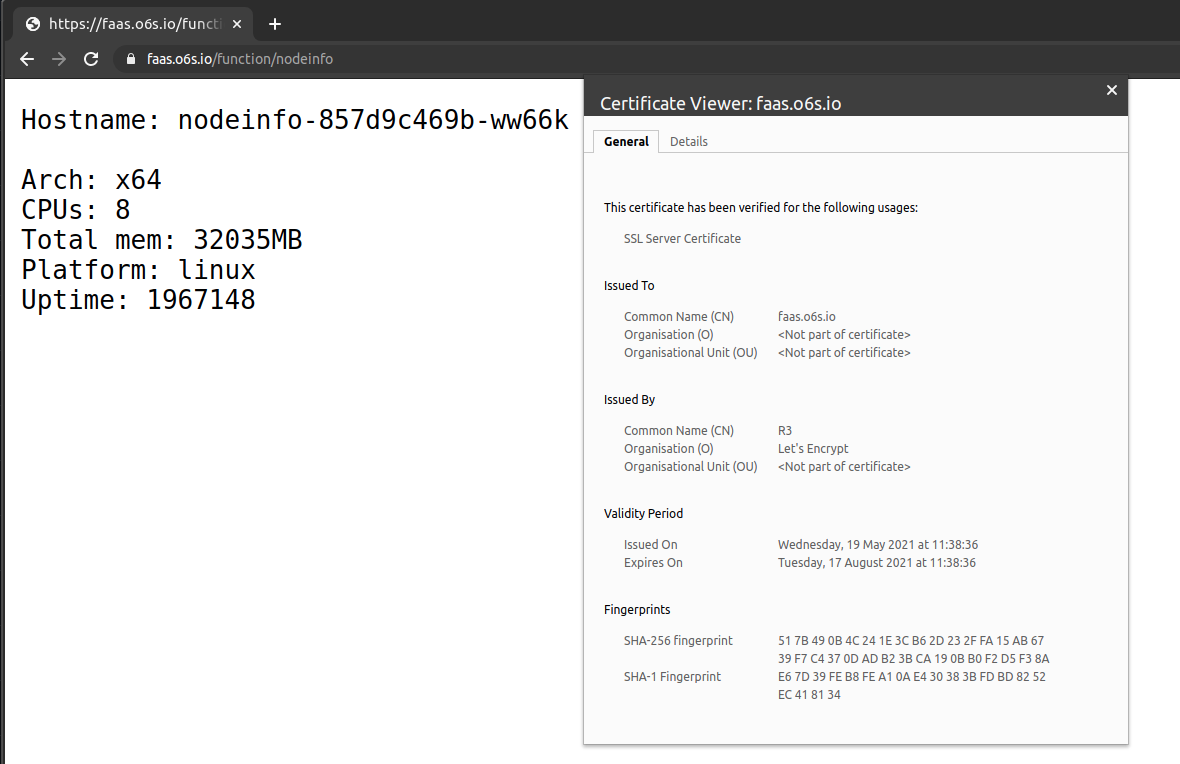 https://faas.o6s.io/functi
faas.o6s.io/function/nodeinfo
Hostname: nodeinfo-857d9c469b-ww66k
Arch: x64
CPUs: 8
Total mem: 32035MB
Platform: linux
Uptime: 1967148
Certificate Viewer: faas.o6s.io
General Details
This certificate has been verified for the following usages:
SSL Server Certificate
Issued To
Common Name (CN) faas.o6s.io
Organisation (O) <Not part of certificate>
Organisational Unit (OU) <Not part of certificate>
Issued By
Common Name (CN) R3
Organisation (O) Let's Encrypt
Organisational Unit (OU) <Not part of certificate>
Validity Period
Issued On Wednesday, 19 May 2021 at 11:38:36
Expires On Tuesday, 17 August 2021 at 11:38:36
Fingerprints
SHA-256 fingerprint 51 7B 49 0B 4C 24 1E 3C B6 2D 23 2F FA 15 AB 67
39 F7 C4 37 0D AD B2 3B CA 19 0B B0 F2 D5 F3 8A
SHA-1 Fingerprint E6 7D 39 FE B8 FE A1 0A E4 30 38 3B FD BD 82 52
EC 41 81 34